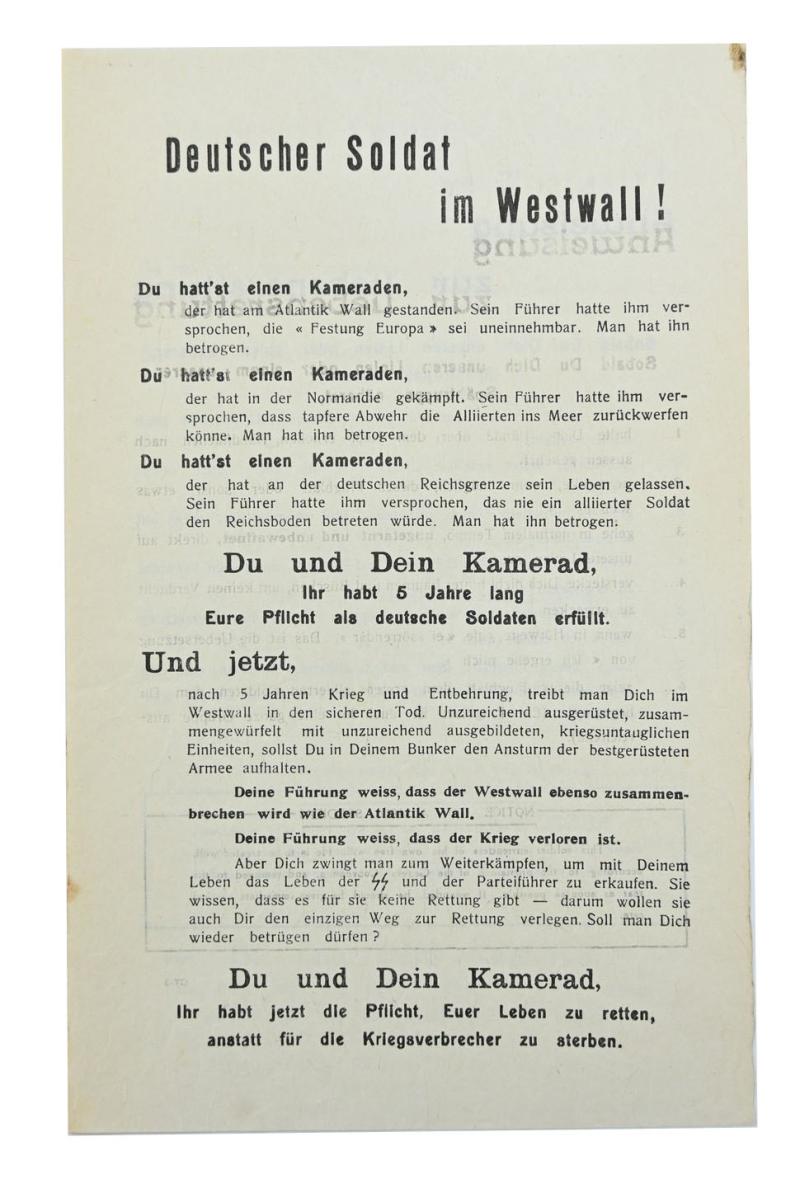 Deutscher Soldat
im Westwall!
Du hatt'st einen Kameraden,
der hat am Atlantik Wall gestanden. Sein Führer hatte ihm ver-
sprochen, die « Festung Europa » sei uneinnehmbar. Man hat ihn
betrogen.
Du hatt'st einen Kameraden,
der hat in der Normandie gekämpft. Sein Führer hatte ihm ver-
sprochen, dass tapfere Abwehr die Alliierten ins Meer zurückwerfen
könne. Man hat ihn betrogen.
Du hatt'st einen Kameraden,
der hat an der deutschen Reichsgrenze sein Leben gelassen.
Sein Führer hatte ihm versprochen, das nie ein alliierter Soldat
den Reichsboden betreten würde. Man hat ihn betrogen.
Du und Dein Kamerad,
Ihr habt 5 Jahre lang
Eure Pflicht als deutsche Soldaten erfüllt.
Und jetzt,
nach 5 Jahren Krieg und Entbehrung, treibt man Dich im
Westwall in den sicheren Tod. Unzureichend ausgerüstet, zusam-
mengewürfelt mit unzureichend ausgebildeten, kriegsuntauglichen
Einheiten, sollst Du in Deinem Bunker den Ansturm der bestgerüsteten
Armee aufhalten.
Deine Führung weiss, dass der Westwall ebenso zusammen-
brechen wird wie der Atlantik Wall.
Deine Führung weiss, dass der Krieg verloren ist.
Aber Dich zwingt man zum Weiterkämpfen, um mit Deinem
Leben das Leben der SS und der Parteiführer zu erkaufen. Sie
wissen, dass es für sie keine Rettung gibt — darum wollen sie
auch Dir den einzigen Weg zur Rettung verlegen. Soll man Dich
wieder betrügen dürfen ?
Du und Dein Kamerad,
Ihr habt jetzt die Pflicht, Euer Leben zu retten,
anstatt für die Kriegsverbrecher zu sterben.